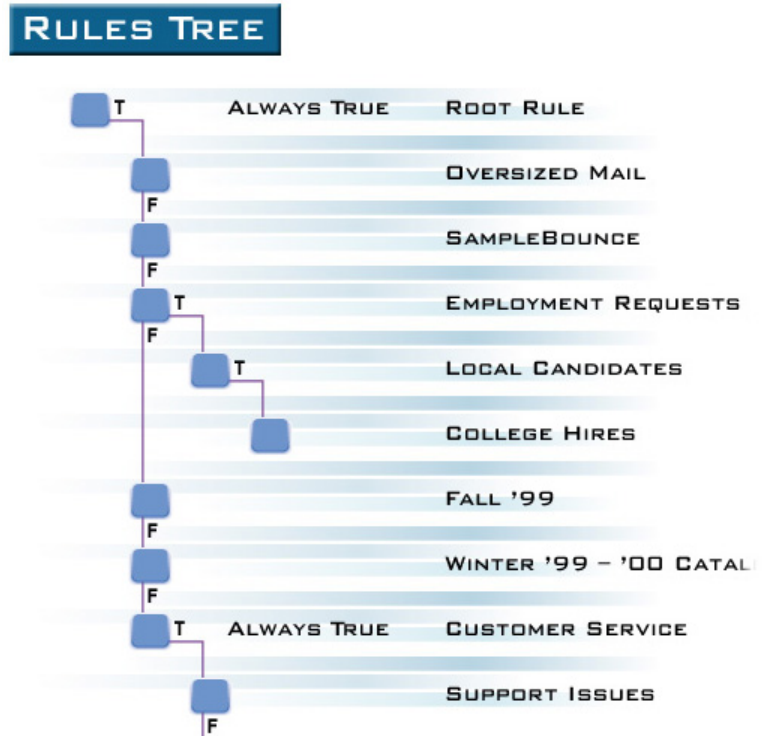 RULES TREE
T ALWAYS TRUE ROOT RULE
OVERSIZED MAIL
F
SAMPLEBOUNCE
F
T EMPLOYMENT REQUESTS
F
T LOCAL CANDIDATES
COLLEGE HIRES
FALL '99
F
WINTER '99 – '00 CATAL
F
T ALWAYS TRUE CUSTOMER SERVICE
SUPPORT ISSUES
F